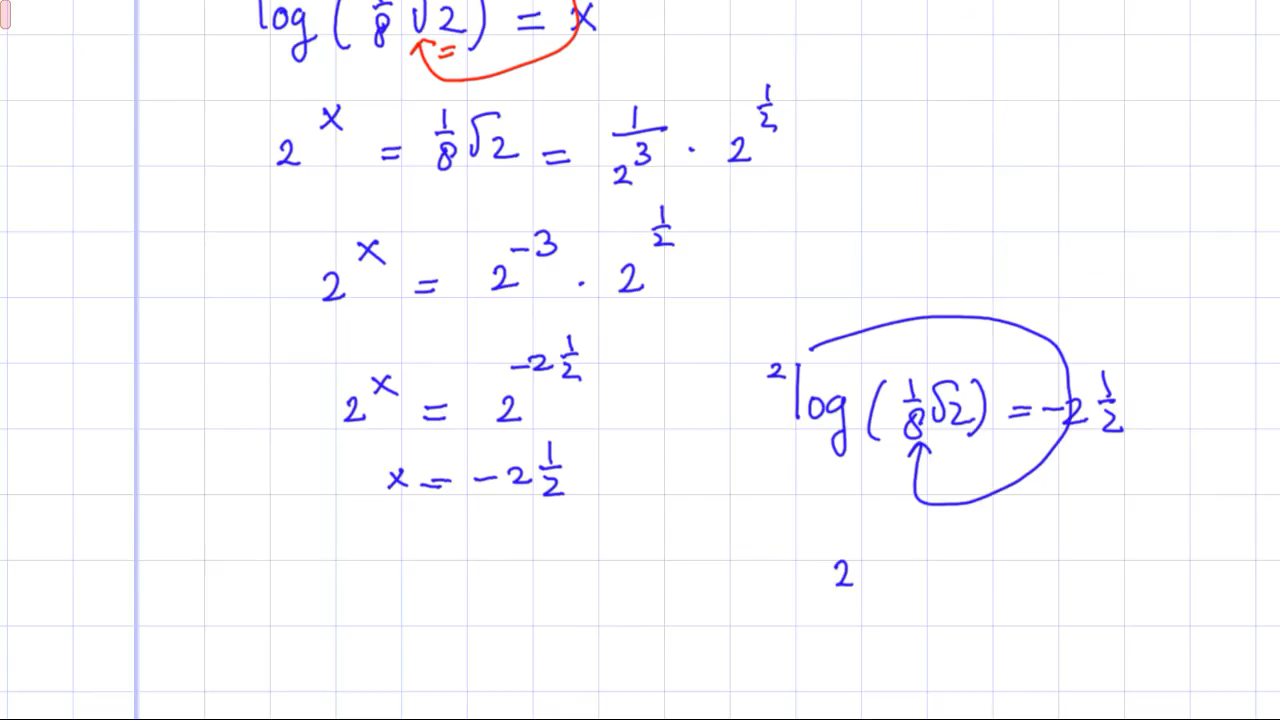 log(⅛√2) = x
2^x = 1/8 √2 = 1/2^3 · 2^(1/2)
2^x = 2^-3 · 2^(1/2)
2^x = 2^(-2 1/2)
x = -2 1/2
²log(1/8 √2) = -2 1/2
2